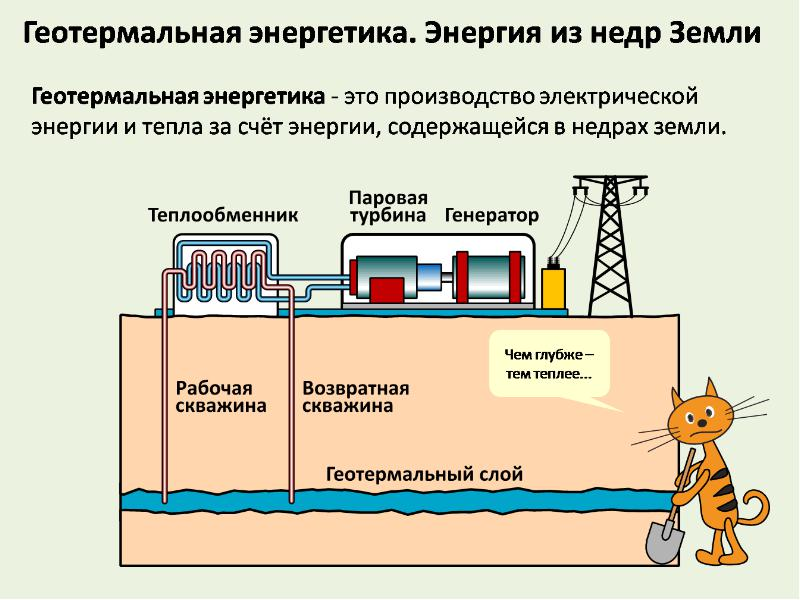 Геотермальная энергетика. Энергия из недр Земли
Геотермальная энергетика - это производство электрической
энергии и тепла за счёт энергии, содержащейся в недрах земли.
Теплообменник
Паровая
турбина
Генератор
Чем глубже –
тем теплее...
Рабочая
скважина
Возвратная
скважина
Геотермальный слой